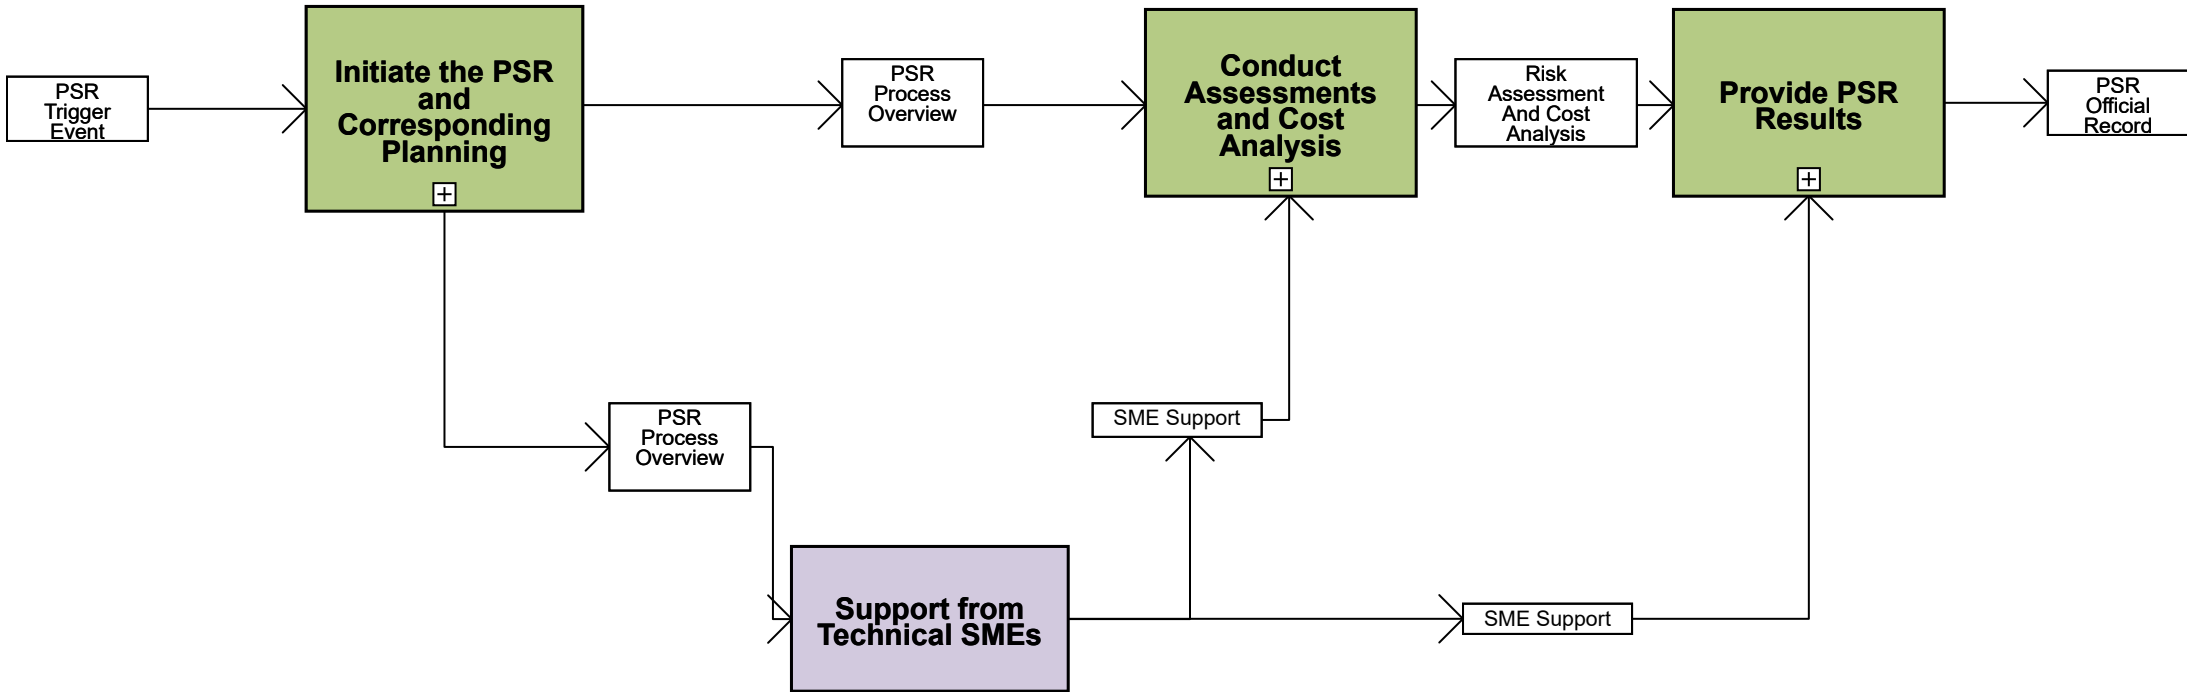 PSR
Trigger
Event
Initiate the PSR
and
Corresponding
Planning
PSR
Process
Overview
Conduct
Assessments
and Cost
Analysis
Risk
Assessment
And Cost
Analysis
Provide PSR
Results
PSR
Official
Record
PSR
Process
Overview
SME Support
Support from
Technical SMEs
SME Support